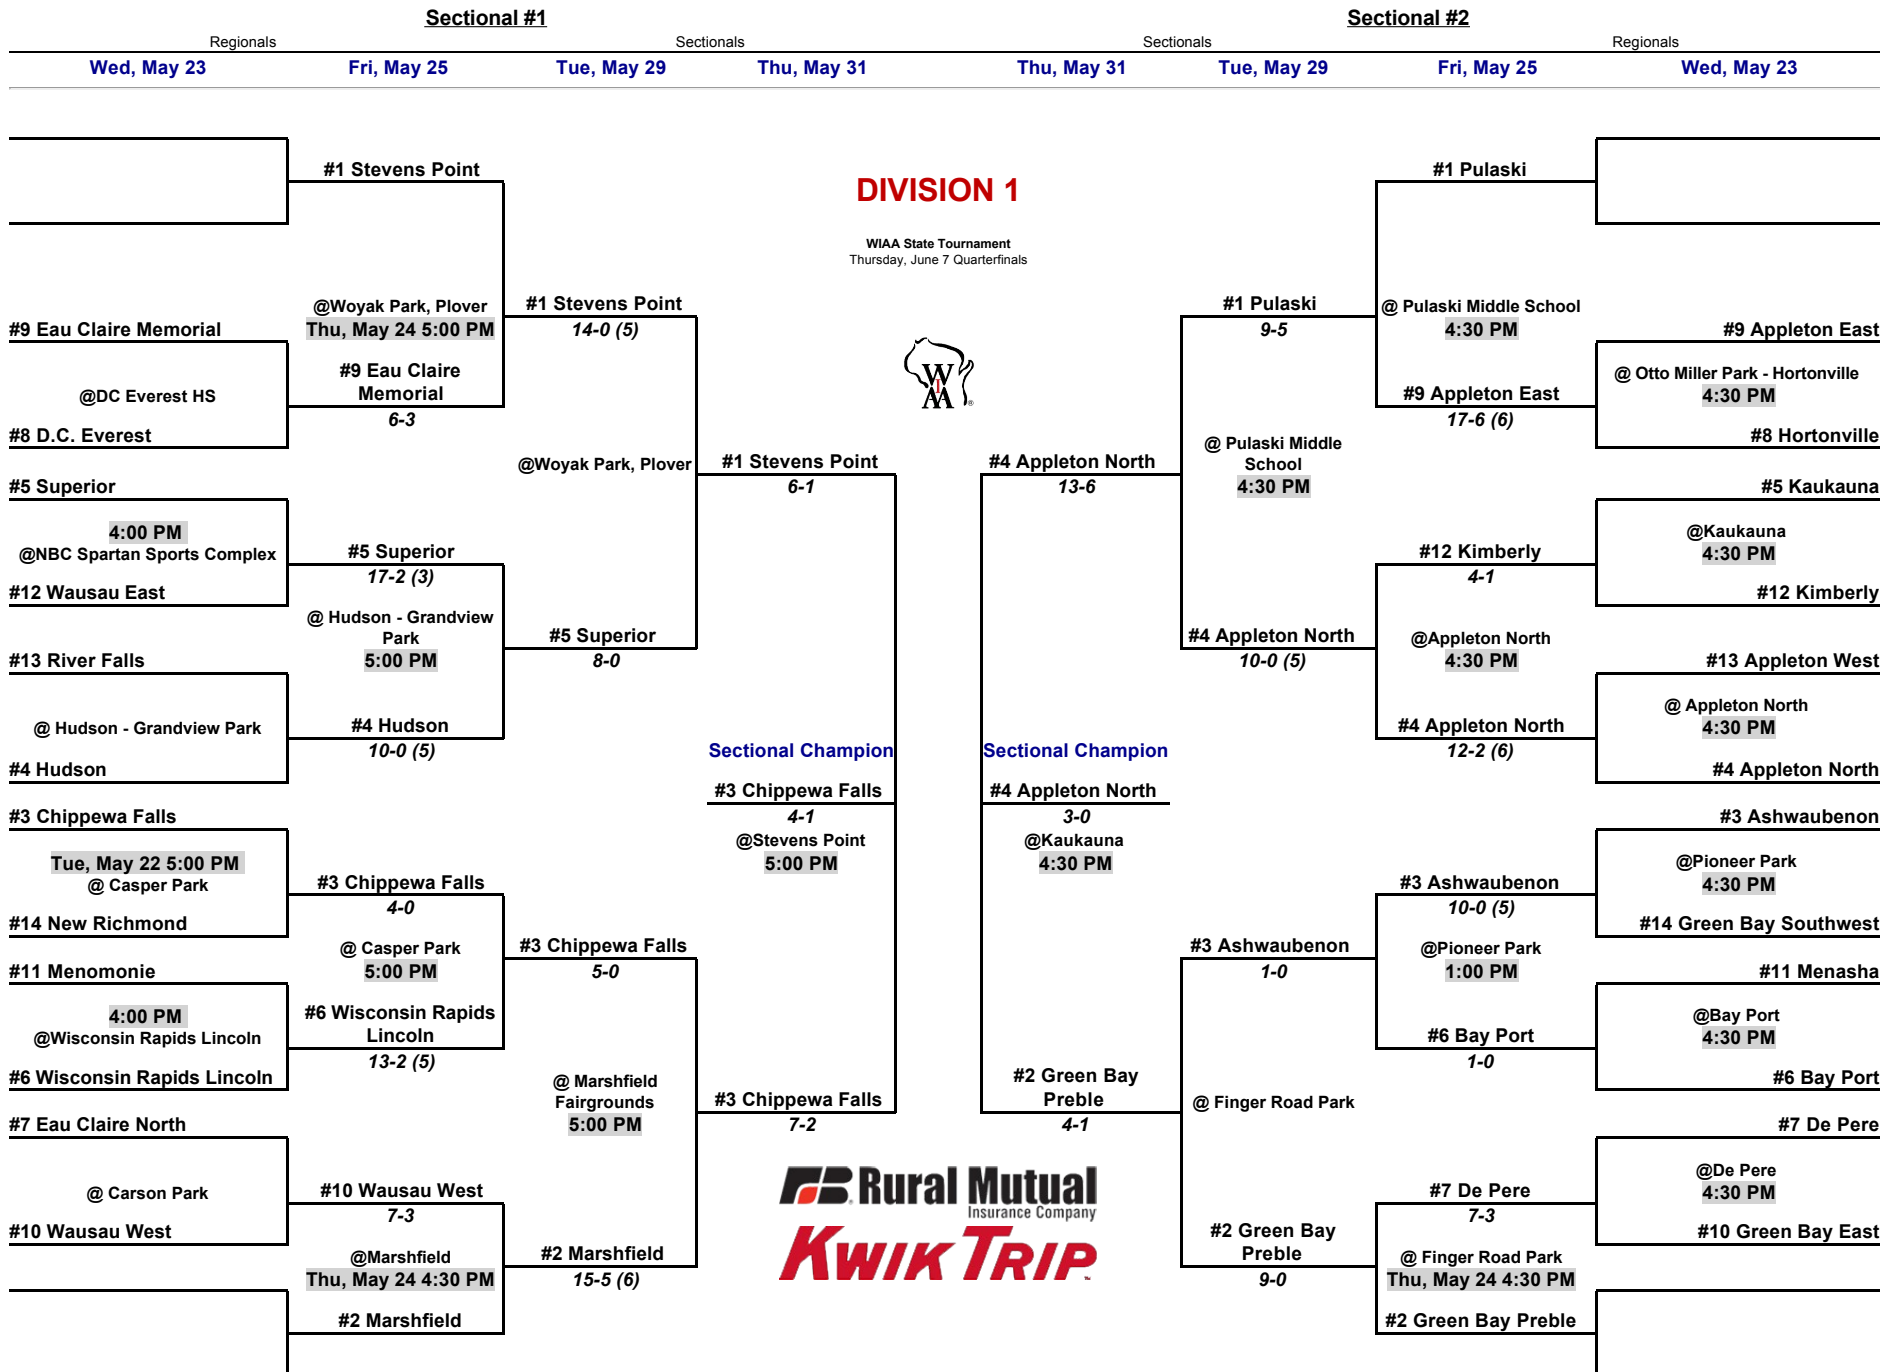 Sectional #1
Sectional #2
Regionals
Sectionals
Sectionals
Regionals
Wed, May 23
Fri, May 25
Tue, May 29
Thu, May 31
Thu, May 31
Tue, May 29
Fri, May 25
Wed, May 23
DIVISION 1
WIAA State Tournament
Thursday, June 7 Quarterfinals
WIAA
®
#9 Eau Claire Memorial
@DC Everest HS
#8 D.C. Everest
#5 Superior
4:00 PM
@NBC Spartan Sports Complex
#12 Wausau East
#13 River Falls
@ Hudson - Grandview Park
#4 Hudson
#3 Chippewa Falls
Tue, May 22 5:00 PM
@ Casper Park
#14 New Richmond
#11 Menomonie
4:00 PM
@Wisconsin Rapids Lincoln
#6 Wisconsin Rapids Lincoln
#7 Eau Claire North
@ Carson Park
#10 Wausau West
#1 Stevens Point
@Woyak Park, Plover
Thu, May 24 5:00 PM
#9 Eau Claire
Memorial
6-3
#5 Superior
17-2 (3)
@ Hudson - Grandview
Park
5:00 PM
#4 Hudson
10-0 (5)
#3 Chippewa Falls
4-0
@ Casper Park
5:00 PM
#6 Wisconsin Rapids
Lincoln
13-2 (5)
#10 Wausau West
7-3
@Marshfield
Thu, May 24 4:30 PM
#2 Marshfield
#1 Stevens Point
14-0 (5)
@Woyak Park, Plover
#5 Superior
8-0
#3 Chippewa Falls
5-0
@ Marshfield
Fairgrounds
5:00 PM
#2 Marshfield
15-5 (6)
#1 Stevens Point
6-1
Sectional Champion
#3 Chippewa Falls
4-1
@Stevens Point
5:00 PM
#3 Chippewa Falls
7-2
#4 Appleton North
13-6
Sectional Champion
#4 Appleton North
3-0
@Kaukauna
4:30 PM
#2 Green Bay
Preble
4-1
#1 Pulaski
9-5
@ Pulaski Middle
School
4:30 PM
#4 Appleton North
10-0 (5)
#3 Ashwaubenon
1-0
@ Finger Road Park
#2 Green Bay
Preble
9-0
#1 Pulaski
@ Pulaski Middle School
4:30 PM
#9 Appleton East
17-6 (6)
#12 Kimberly
4-1
@Appleton North
4:30 PM
#4 Appleton North
12-2 (6)
#3 Ashwaubenon
10-0 (5)
@Pioneer Park
1:00 PM
#6 Bay Port
1-0
#7 De Pere
7-3
@ Finger Road Park
Thu, May 24 4:30 PM
#2 Green Bay Preble
#9 Appleton East
@ Otto Miller Park - Hortonville
4:30 PM
#8 Hortonville
#5 Kaukauna
@Kaukauna
4:30 PM
#12 Kimberly
#13 Appleton West
@ Appleton North
4:30 PM
#4 Appleton North
#3 Ashwaubenon
@Pioneer Park
4:30 PM
#14 Green Bay Southwest
#11 Menasha
@Bay Port
4:30 PM
#6 Bay Port
#7 De Pere
@De Pere
4:30 PM
#10 Green Bay East
Rural Mutual
Insurance Company
KWIK TRIP